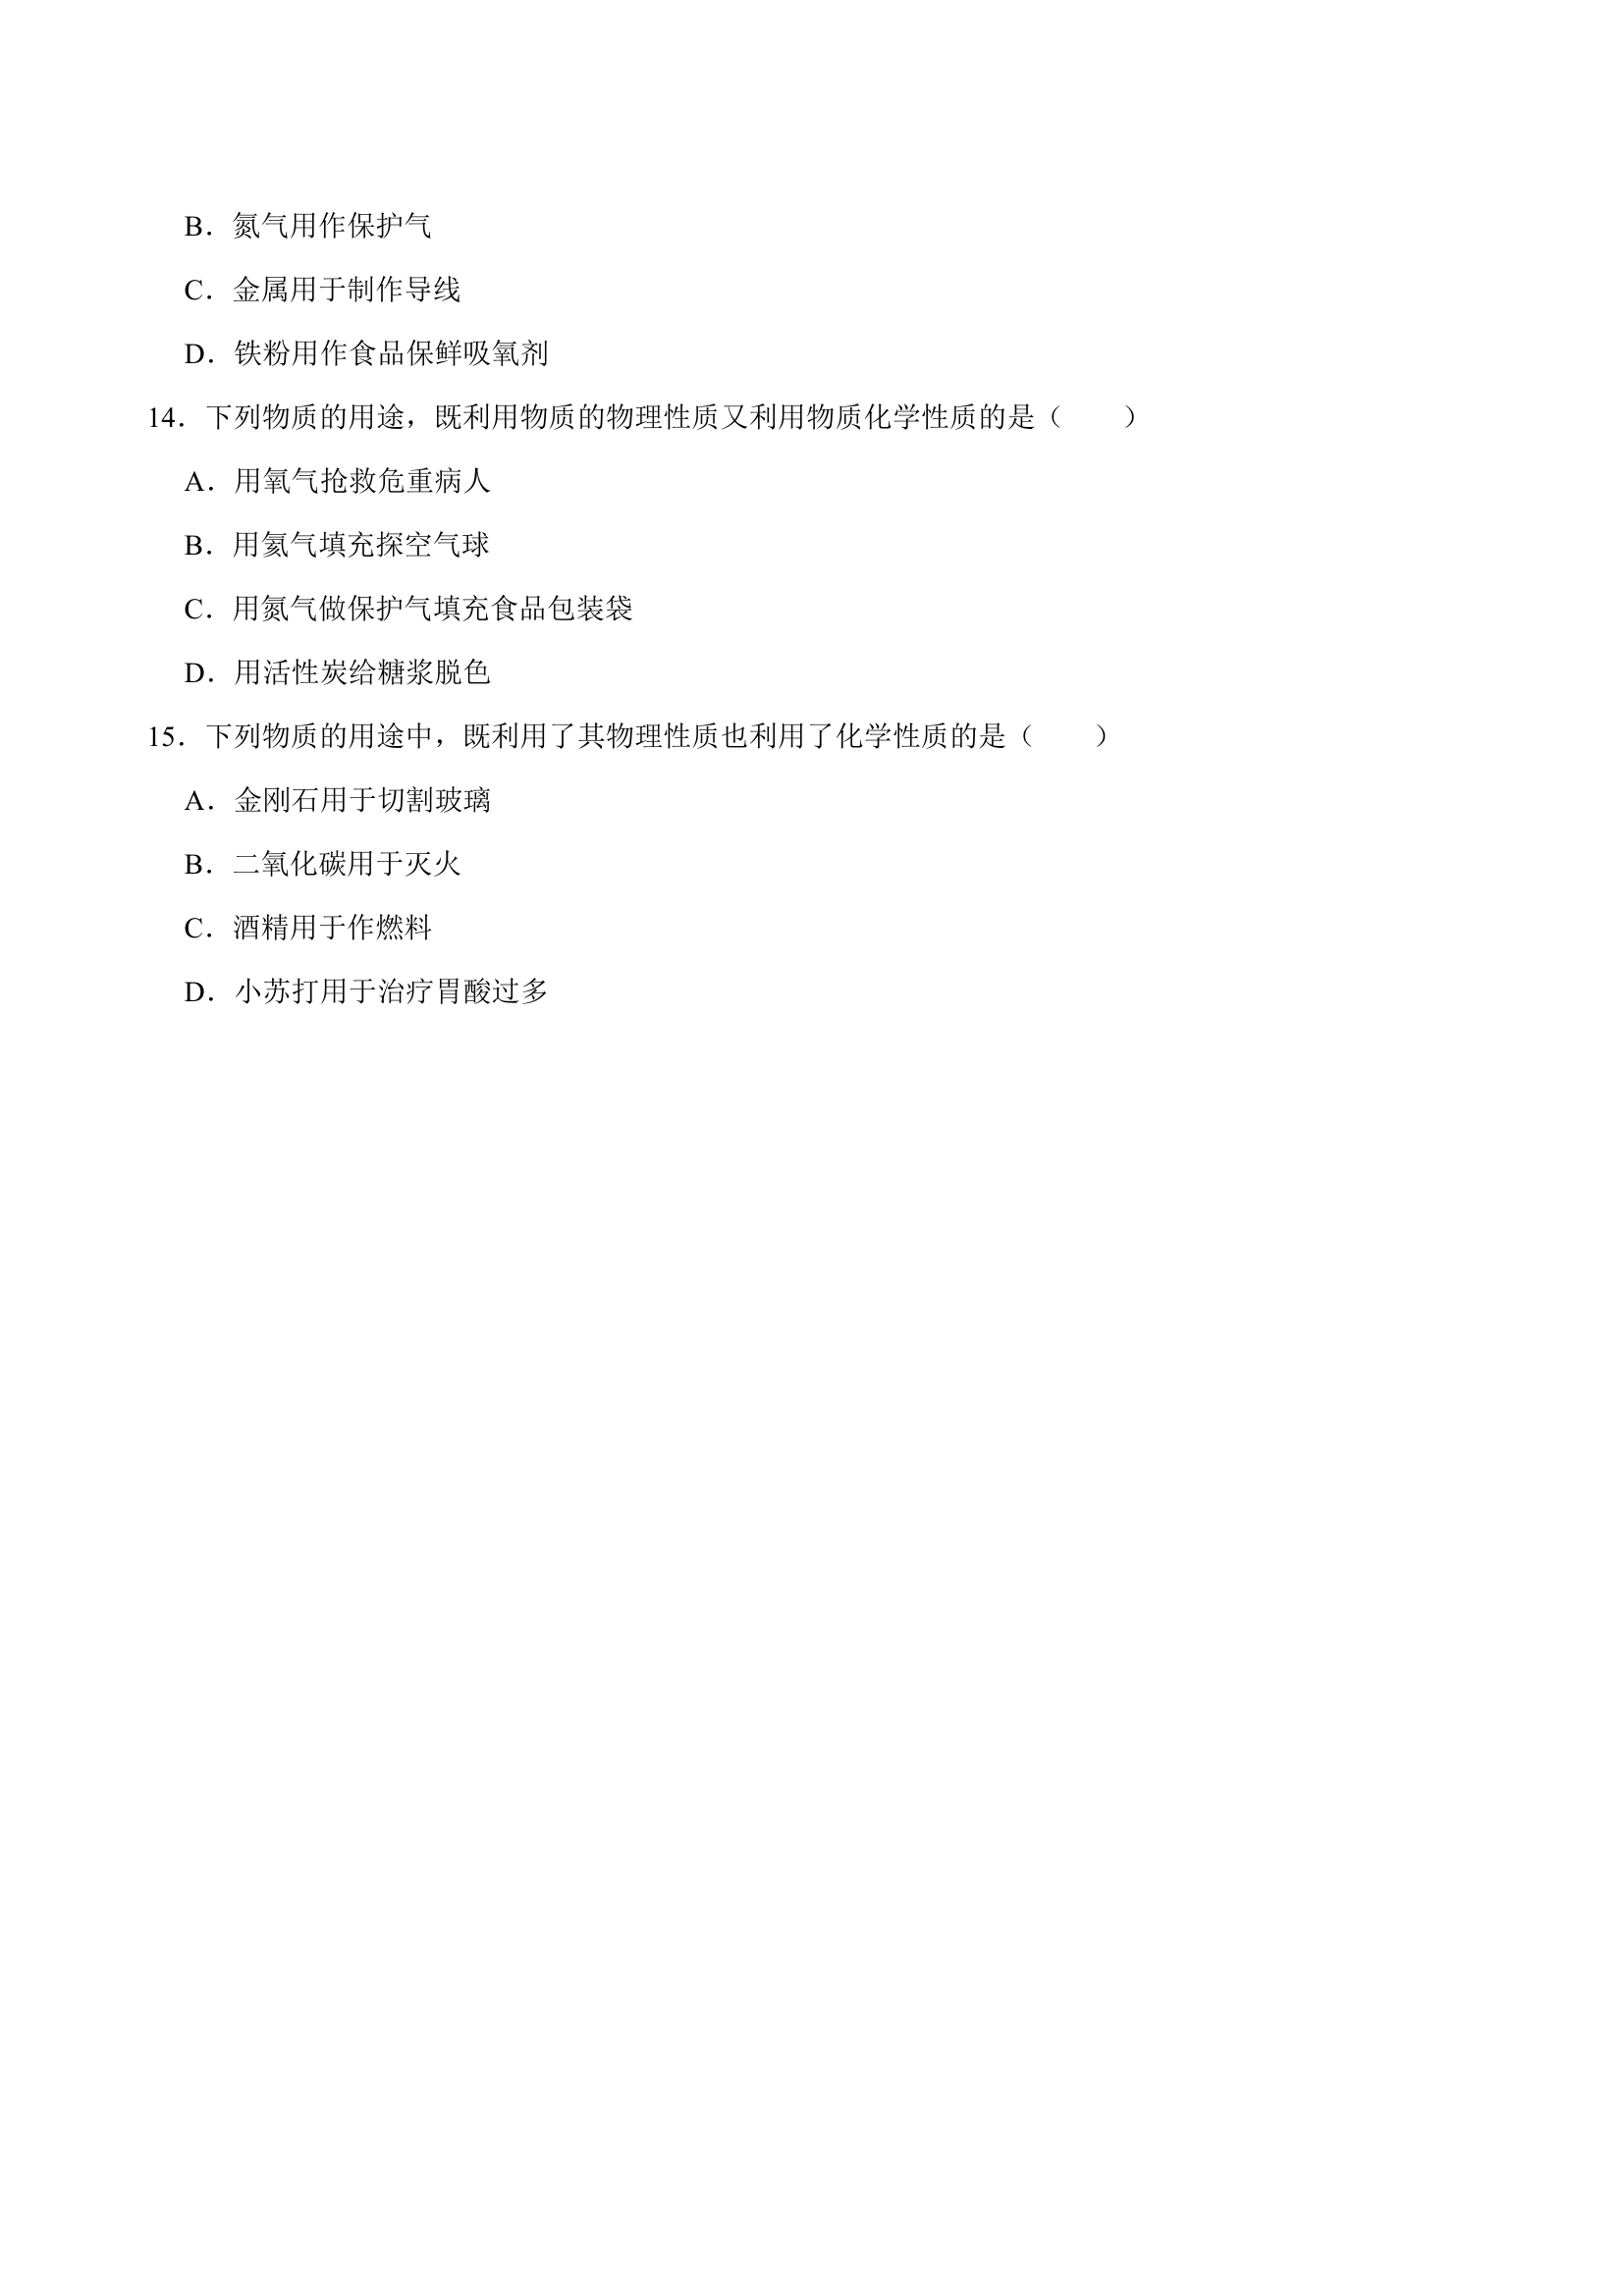 B．氮气用作保护气
C．金属用于制作导线
D．铁粉用作食品保鲜吸氧剂
14．下列物质的用途，既利用物质的物理性质又利用物质化学性质的是（　　）
A．用氧气抢救危重病人
B．用氦气填充探空气球
C．用氮气做保护气填充食品包装袋
D．用活性炭给糖浆脱色
15．下列物质的用途中，既利用了其物理性质也利用了化学性质的是（　　）
A．金刚石用于切割玻璃
B．二氧化碳用于灭火
C．酒精用于作燃料
D．小苏打用于治疗胃酸过多